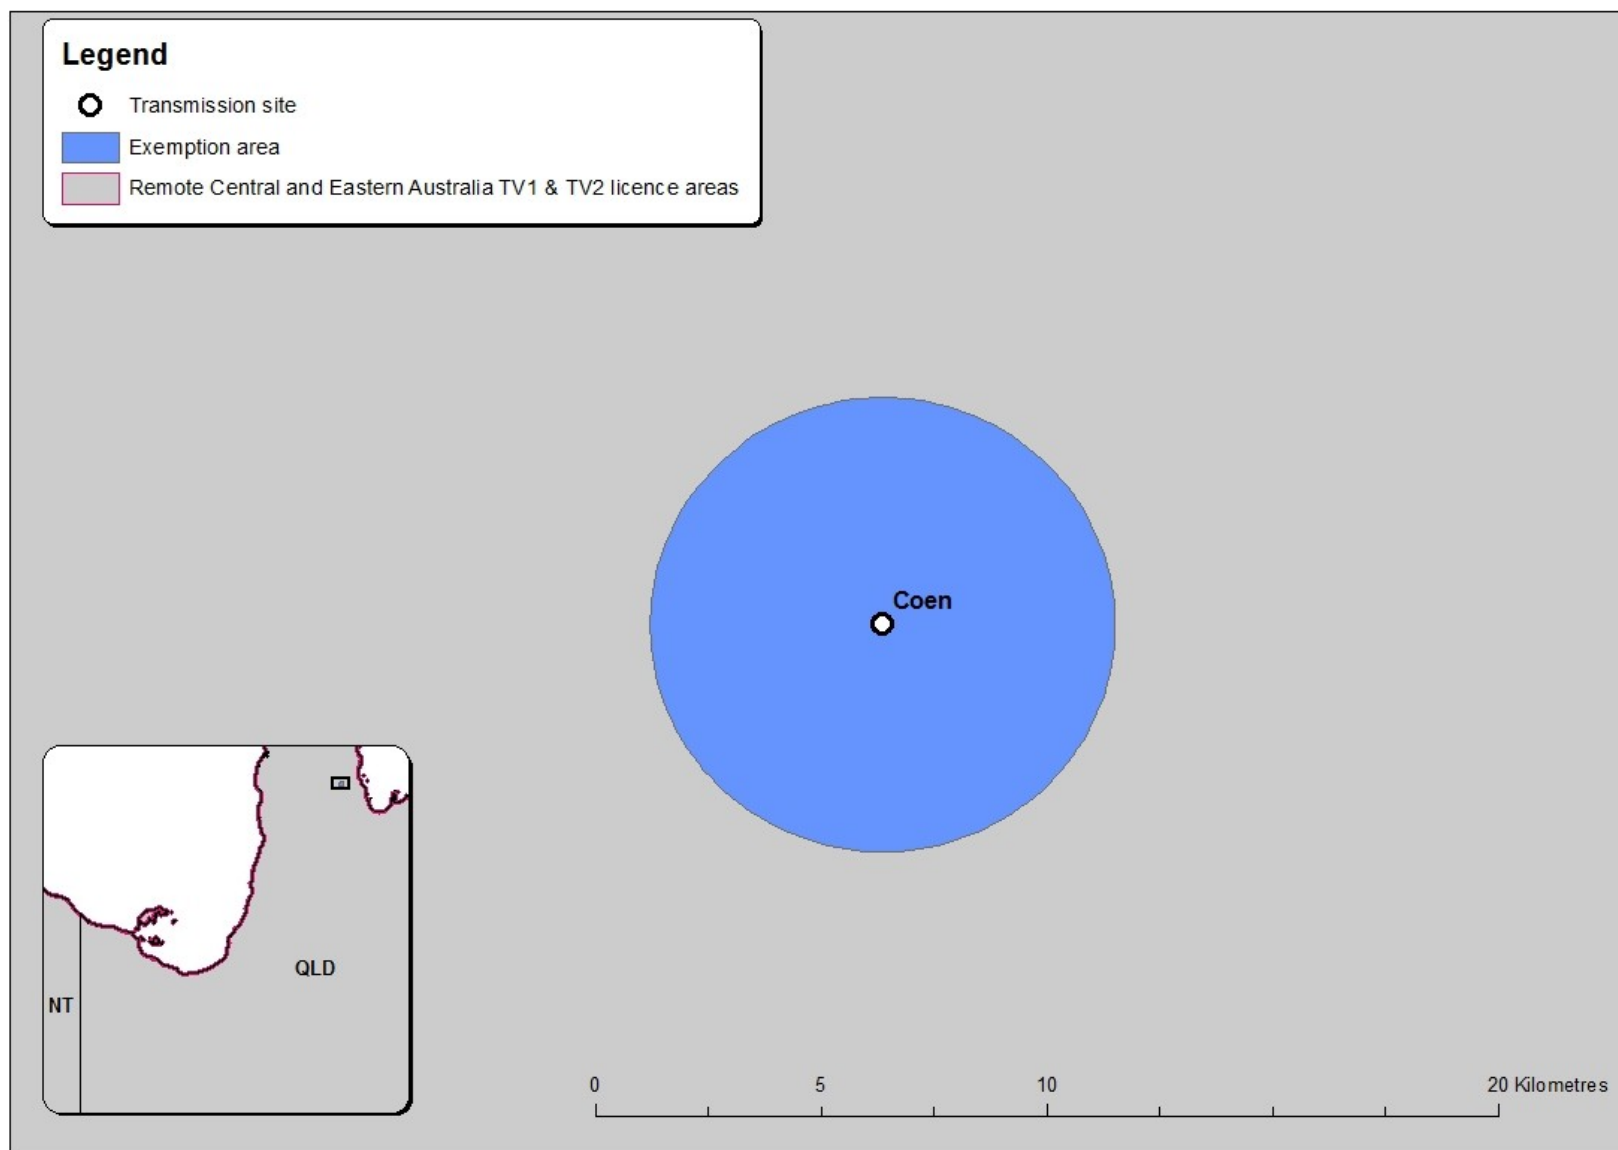 Legend
Transmission site
Exemption area
Remote Central and Eastern Australia TV1 & TV2 licence areas
Coen
QLD
NT
0 5 10 20 Kilometres